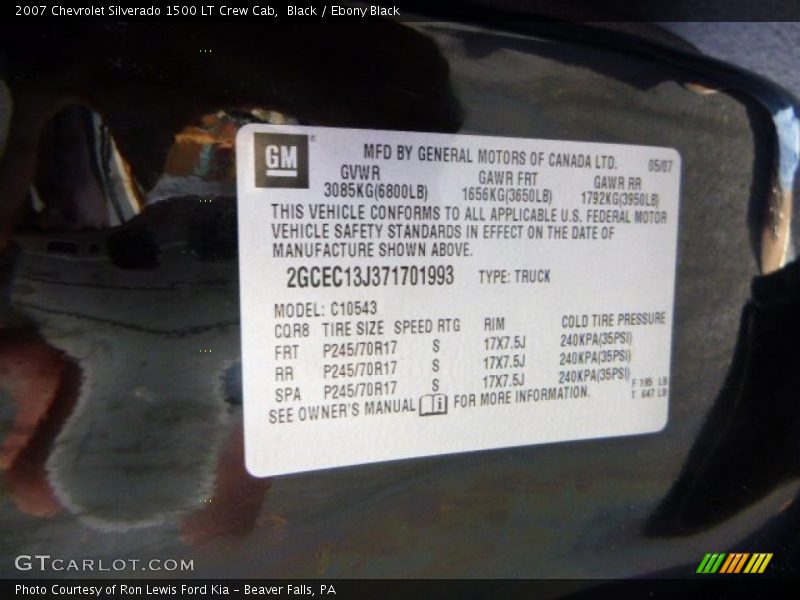 2007 Chevrolet Silverado 1500 LT Crew Cab, Black / Ebony Black
GM
MFD BY GENERAL MOTORS OF CANADA LTD. 05/07
GVWR GAWR FRT GAWR RR
3085KG(6800LB) 1656KG(3650LB) 1792KG(3950LB)
THIS VEHICLE CONFORMS TO ALL APPLICABLE U.S. FEDERAL MOTOR
VEHICLE SAFETY STANDARDS IN EFFECT ON THE DATE OF
MANUFACTURE SHOWN ABOVE.
2GCEC13J371701993 TYPE: TRUCK
MODEL: C10543
CQR8 TIRE SIZE SPEED RTG RIM COLD TIRE PRESSURE
FRT P245/70R17 S 17X7.5J 240KPA(35PSI)
RR P245/70R17 S 17X7.5J 240KPA(35PSI)
SPA P245/70R17 S 17X7.5J 240KPA(35PSI)
F 195 LB
T 647 LB
SEE OWNER'S MANUAL FOR MORE INFORMATION.
GTCARLOT.COM
Photo Courtesy of Ron Lewis Ford Kia - Beaver Falls, PA